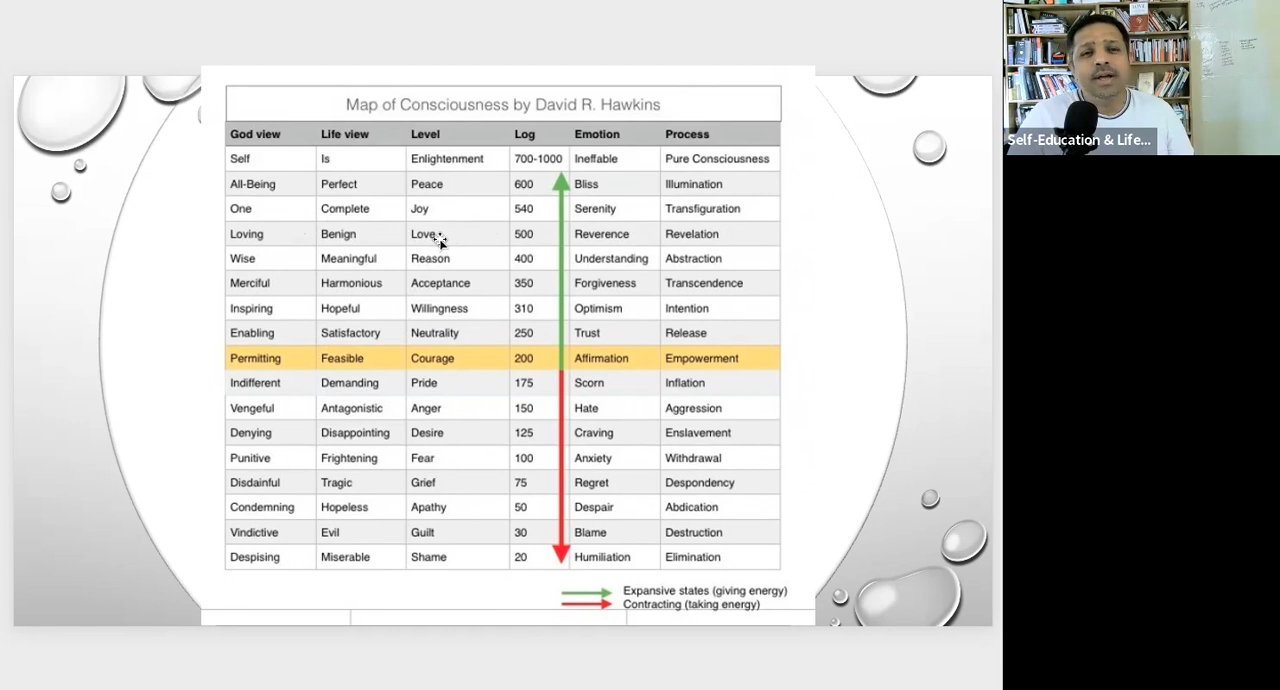 Map of Consciousness by David R. Hawkins
God view Life view Level Log Emotion Process
Self Is Enlightenment 700-1000 Ineffable Pure Consciousness
All-Being Perfect Peace 600 Bliss Illumination
One Complete Joy 540 Serenity Transfiguration
Loving Benign Love 500 Reverence Revelation
Wise Meaningful Reason 400 Understanding Abstraction
Merciful Harmonious Acceptance 350 Forgiveness Transcendence
Inspiring Hopeful Willingness 310 Optimism Intention
Enabling Satisfactory Neutrality 250 Trust Release
Permitting Feasible Courage 200 Affirmation Empowerment
Indifferent Demanding Pride 175 Scorn Inflation
Vengeful Antagonistic Anger 150 Hate Aggression
Denying Disappointing Desire 125 Craving Enslavement
Punitive Frightening Fear 100 Anxiety Withdrawal
Disdainful Tragic Grief 75 Regret Despondency
Condemning Hopeless Apathy 50 Despair Abdication
Vindictive Evil Guilt 30 Blame Destruction
Despising Miserable Shame 20 Humiliation Elimination
Expansive states (giving energy)
Contracting (taking energy)
Self-Education & Life...